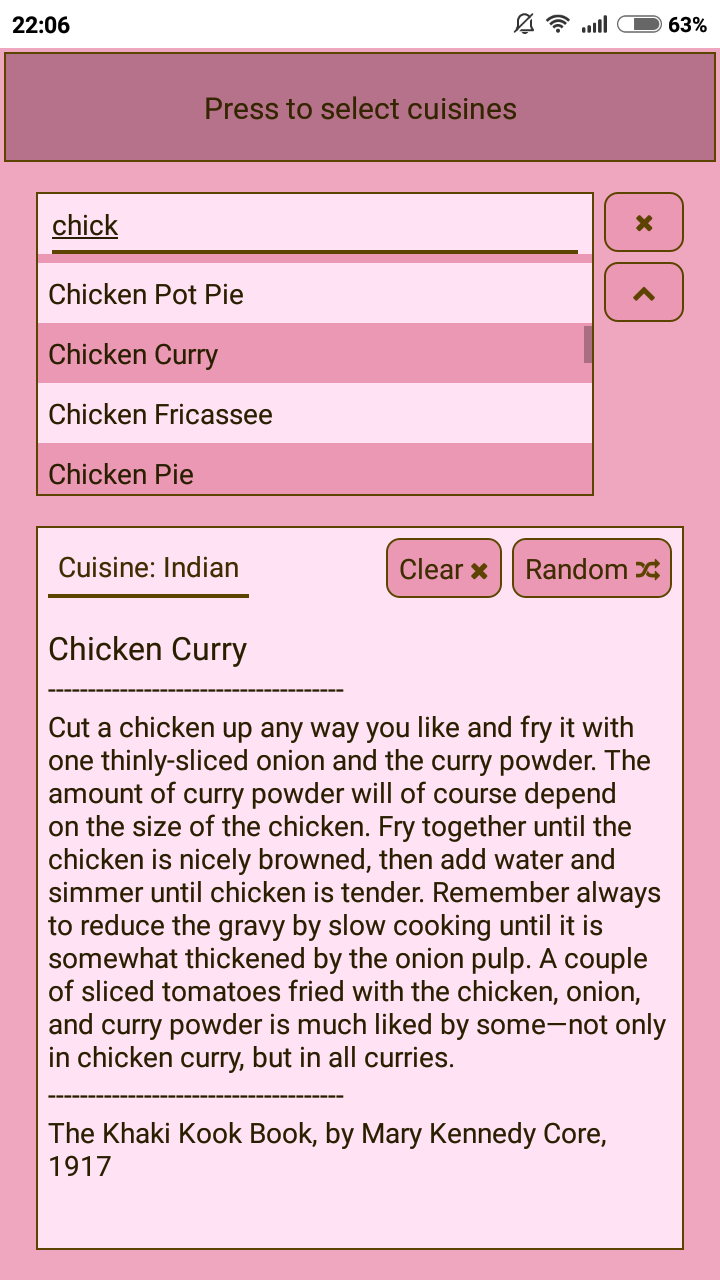 22:06
63%
Press to select cuisines
chick
Chicken Pot Pie
Chicken Curry
Chicken Fricassee
Chicken Pie
Cuisine: Indian
Clear
Random
Chicken Curry
-------------------------------------
Cut a chicken up any way you like and fry it with
one thinly-sliced onion and the curry powder. The
amount of curry powder will of course depend
on the size of the chicken. Fry together until the
chicken is nicely browned, then add water and
simmer until chicken is tender. Remember always
to reduce the gravy by slow cooking until it is
somewhat thickened by the onion pulp. A couple
of sliced tomatoes fried with the chicken, onion,
and curry powder is much liked by some—not only
in chicken curry, but in all curries.
-------------------------------------
The Khaki Kook Book, by Mary Kennedy Core,
1917